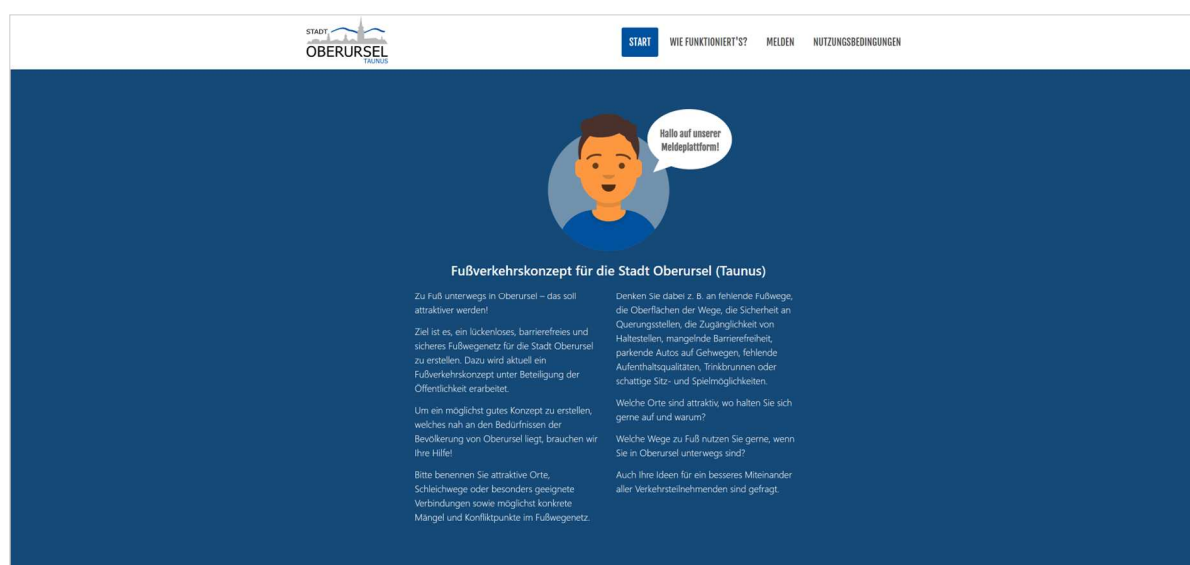 STADT
OBERURSEL
TAUNUS
START WIE FUNKTIONIERT'S? MELDEN NUTZUNGSBEDINGUNGEN
Hallo auf unserer
Meldeplattform!
Fußverkehrskonzept für die Stadt Oberursel (Taunus)
Zu Fuß unterwegs in Oberursel – das soll
attraktiver werden!
Ziel ist es, ein lückenloses, barrierefreies und
sicheres Fußwegenetz für die Stadt Oberursel
zu erstellen. Dazu wird aktuell ein
Fußverkehrskonzept unter Beteiligung der
Öffentlichkeit erarbeitet.
Um ein möglichst gutes Konzept zu erstellen,
welches nah an den Bedürfnissen der
Bevölkerung von Oberursel liegt, brauchen wir
Ihre Hilfe!
Bitte benennen Sie attraktive Orte,
Schleichwege oder besonders geeignete
Verbindungen sowie möglichst konkrete
Mängel und Konfliktpunkte im Fußwegenetz.
Denken Sie dabei z. B. an fehlende Fußwege,
die Oberflächen der Wege, die Sicherheit an
Querungsstellen, die Zugänglichkeit von
Haltestellen, mangelnde Barrierefreiheit,
parkende Autos auf Gehwegen, fehlende
Aufenthaltsqualitäten, Trinkbrunnen oder
schattige Sitz- und Spielmöglichkeiten.
Welche Orte sind attraktiv, wo halten Sie sich
gerne auf und warum?
Welche Wege zu Fuß nutzen Sie gerne, wenn
Sie in Oberursel unterwegs sind?
Auch Ihre Ideen für ein besseres Miteinander
aller Verkehrsteilnehmenden sind gefragt.